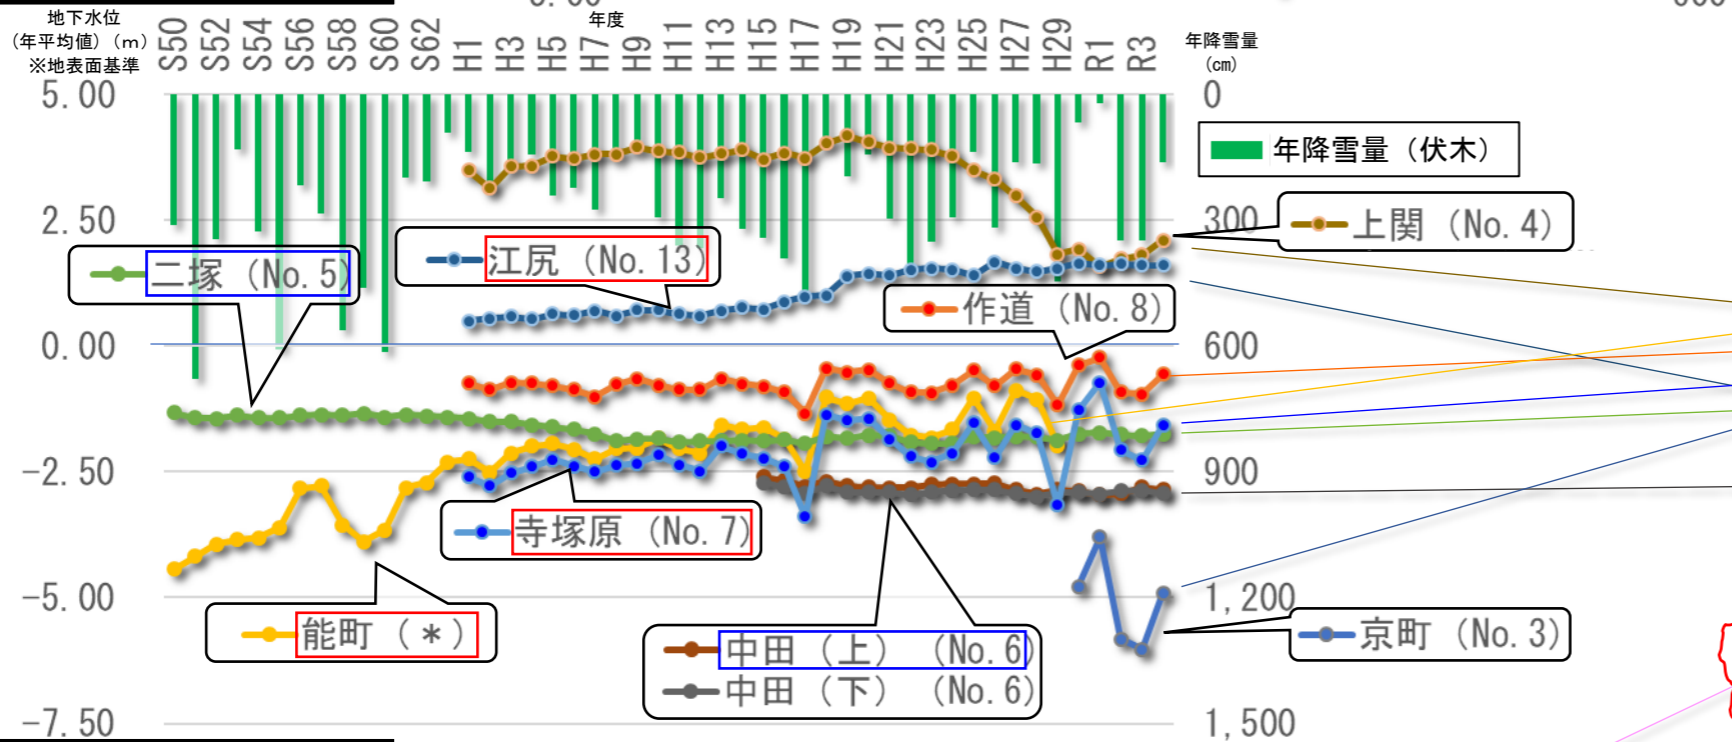 地下水位
(年平均値)(m)
※地表面基準
年度
S50 S52 S54 S56 S58 S60 S62 H1 H3 H5 H7 H9 H11 H13 H15 H17 H19 H21 H23 H25 H27 H29 R1 R3
年降雪量
(㎝)
5.00
0
年降雪量(伏木)
2.50
300
上関(No.4)
二塚(No.5)
江尻(No.13)
作道(No.8)
0.00
600
-2.50
900
寺塚原(No.7)
-5.00
1,200
能町(*)
中田(上)(No.6)
中田(下)(No.6)
京町(No.3)
-7.50
1,500